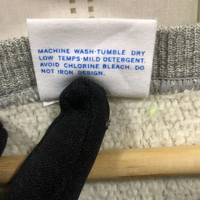 MACHINE WASH-TUMBLE DRY
LOW TEMPS-MILD DETERGENT.
AVOID CHLORINE BLEACH. DO
NOT IRON DESIGN.